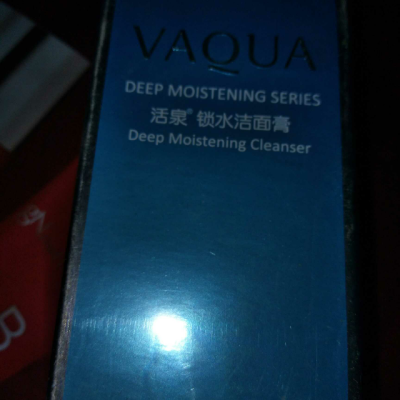 VAQUA
DEEP MOISTENING SERIES
活泉® 锁水洁面膏
Deep Moistening Cleanser
B